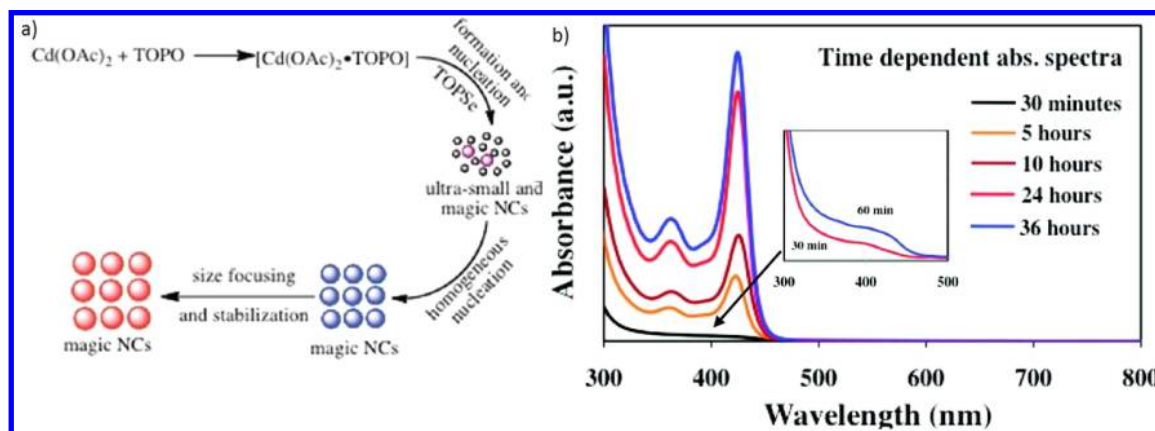 a)
Cd(OAc)2 + TOPO
[Cd(OAc)2•TOPO]
formation and
nucleation
TOPSe
ultra-small and
magic NCs
homogeneous
nucleation
magic NCs
size focusing
and stabilization
magic NCs
b)
Absorbance (a.u.)
Time dependent abs. spectra
30 minutes
5 hours
10 hours
24 hours
36 hours
60 min
30 min
300
400
500
300
400
500
600
700
800
Wavelength (nm)